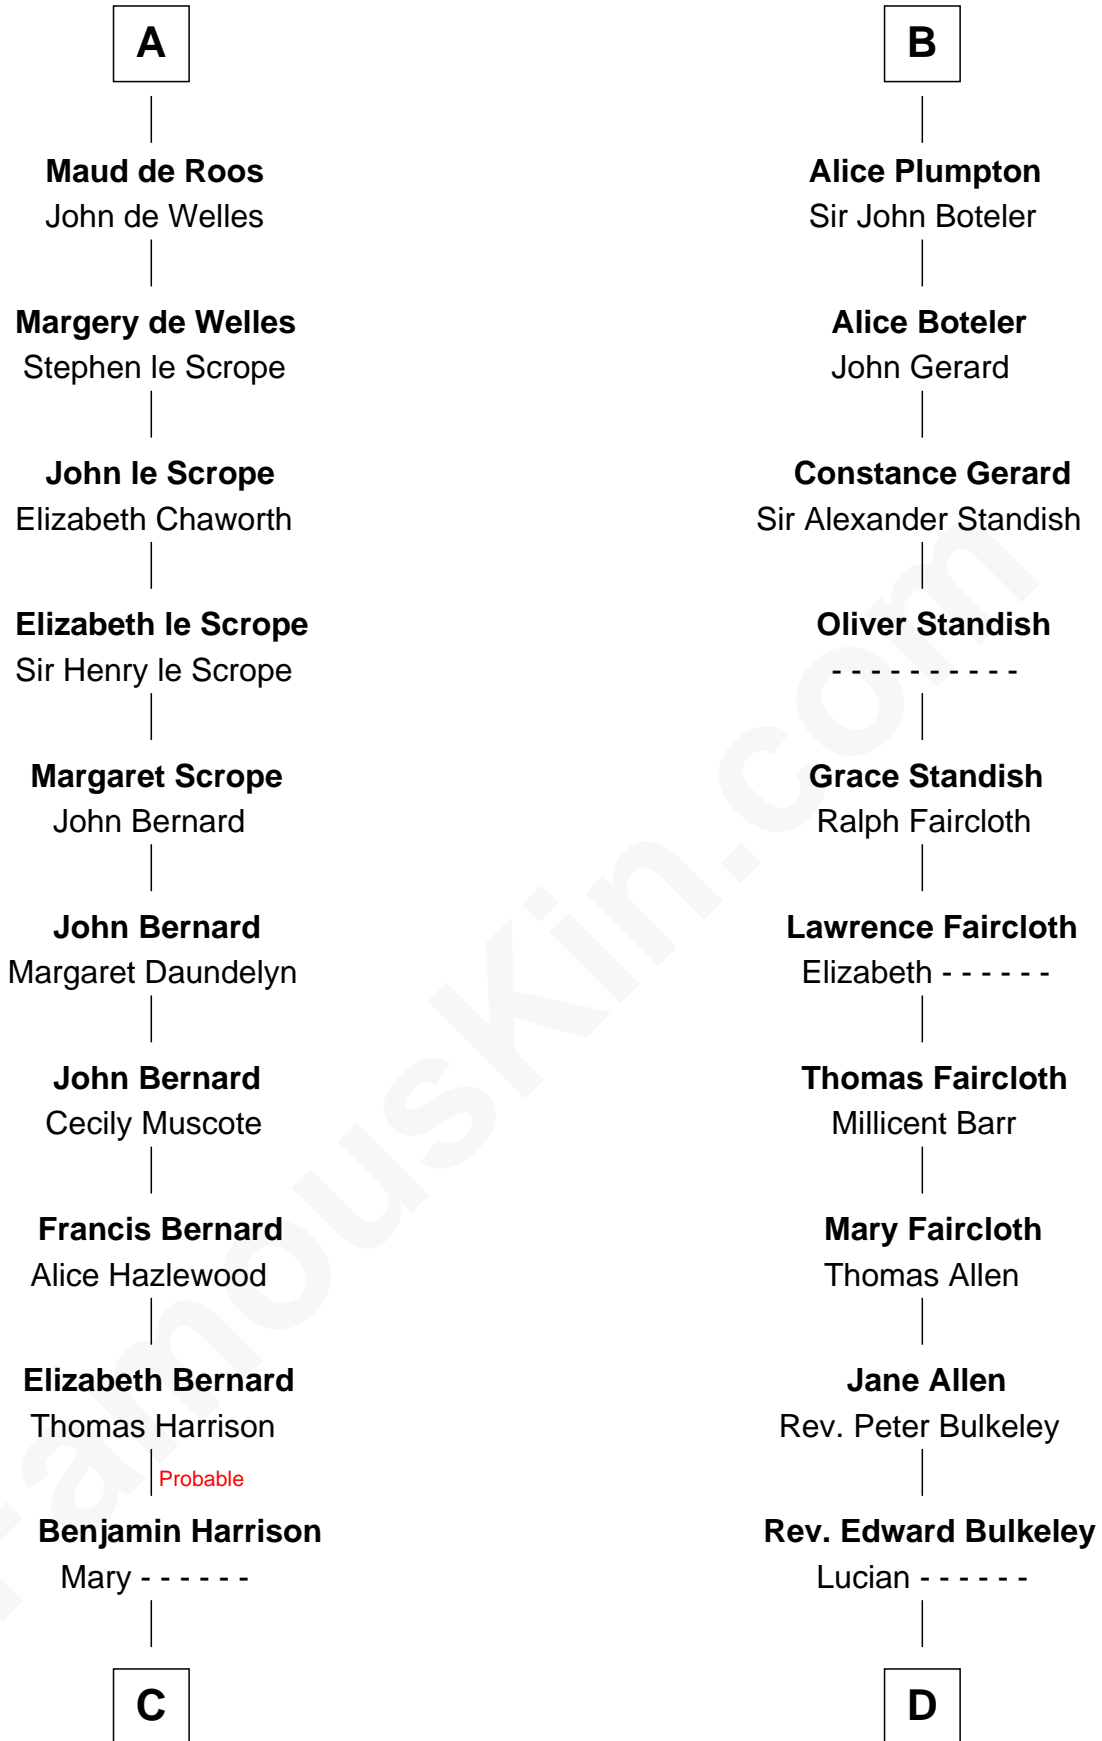 A
Maud de Roos
John de Welles
Margery de Welles
Stephen le Scrope
John le Scrope
Elizabeth Chaworth
Elizabeth le Scrope
Sir Henry le Scrope
Margaret Scrope
John Bernard
John Bernard
Margaret Daundelyn
John Bernard
Cecily Muscote
Francis Bernard
Alice Hazlewood
Elizabeth Bernard
Thomas Harrison
Probable
Benjamin Harrison
Mary - - - - - -
C
B
Alice Plumpton
Sir John Boteler
Alice Boteler
John Gerard
Constance Gerard
Sir Alexander Standish
Oliver Standish
- - - - - - - - - -
Grace Standish
Ralph Faircloth
Lawrence Faircloth
Elizabeth - - - - - -
Thomas Faircloth
Millicent Barr
Mary Faircloth
Thomas Allen
Jane Allen
Rev. Peter Bulkeley
Rev. Edward Bulkeley
Lucian - - - - - -
D
FamousKin.com